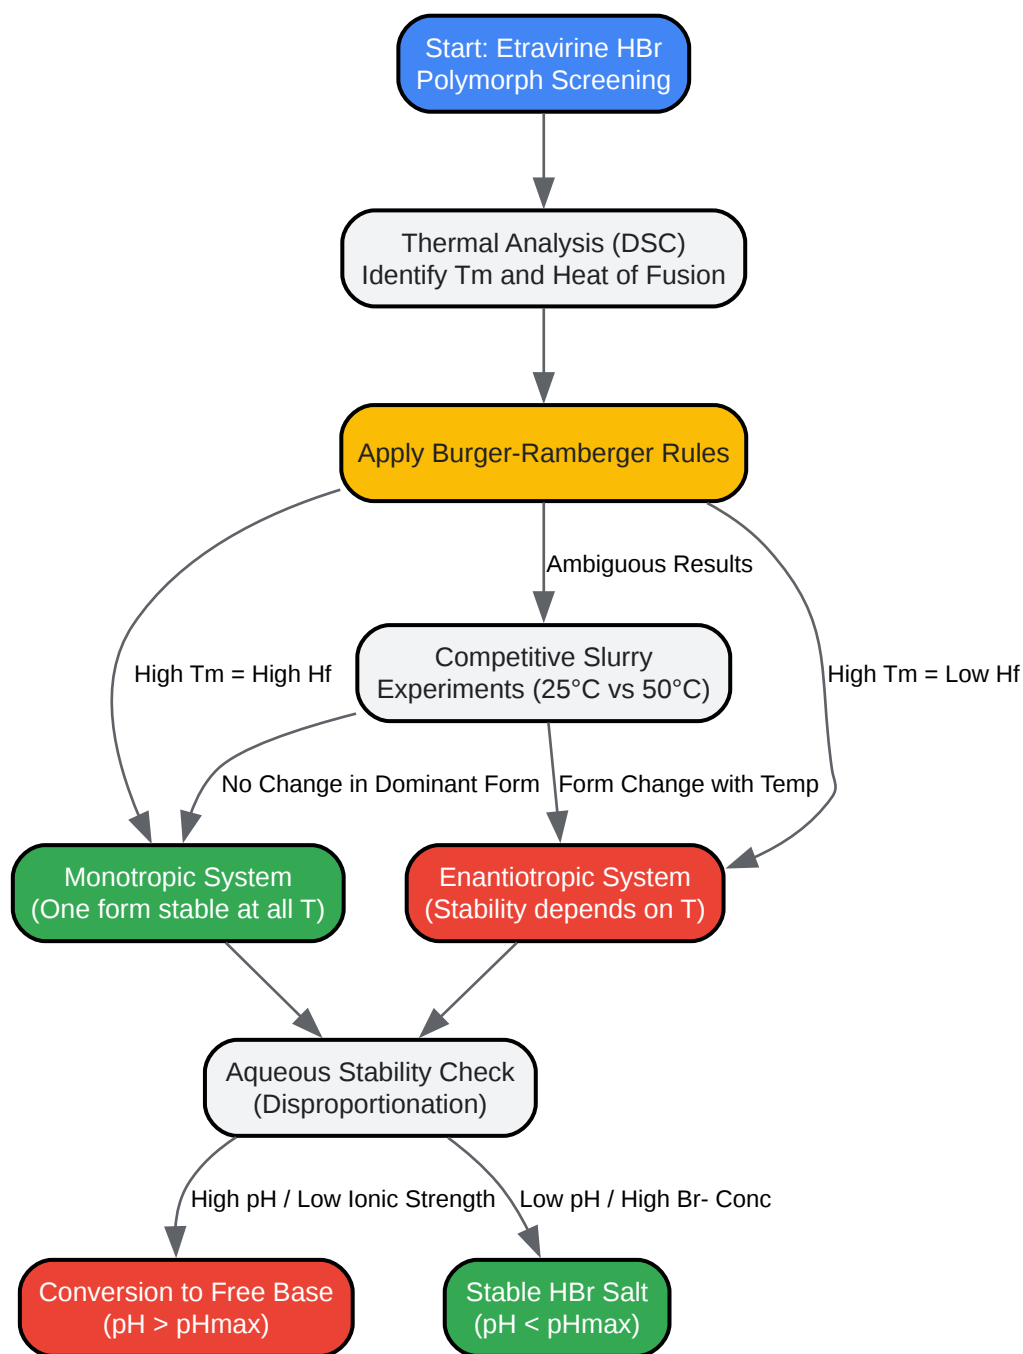 Start: Etravirine HBr
Polymorph Screening
Thermal Analysis (DSC)
Identify Tm and Heat of Fusion
Apply Burger-Ramberger Rules
Ambiguous Results
High Tm = High Hf
Competitive Slurry
Experiments (25°C vs 50°C)
High Tm = Low Hf
No Change in Dominant Form
Form Change with Temp
Monotropic System
(One form stable at all T)
Enantiotropic System
(Stability depends on T)
Aqueous Stability Check
(Disproportionation)
High pH / Low Ionic Strength
Low pH / High Br- Conc
Conversion to Free Base
(pH > pHmax)
Stable HBr Salt
(pH < pHmax)